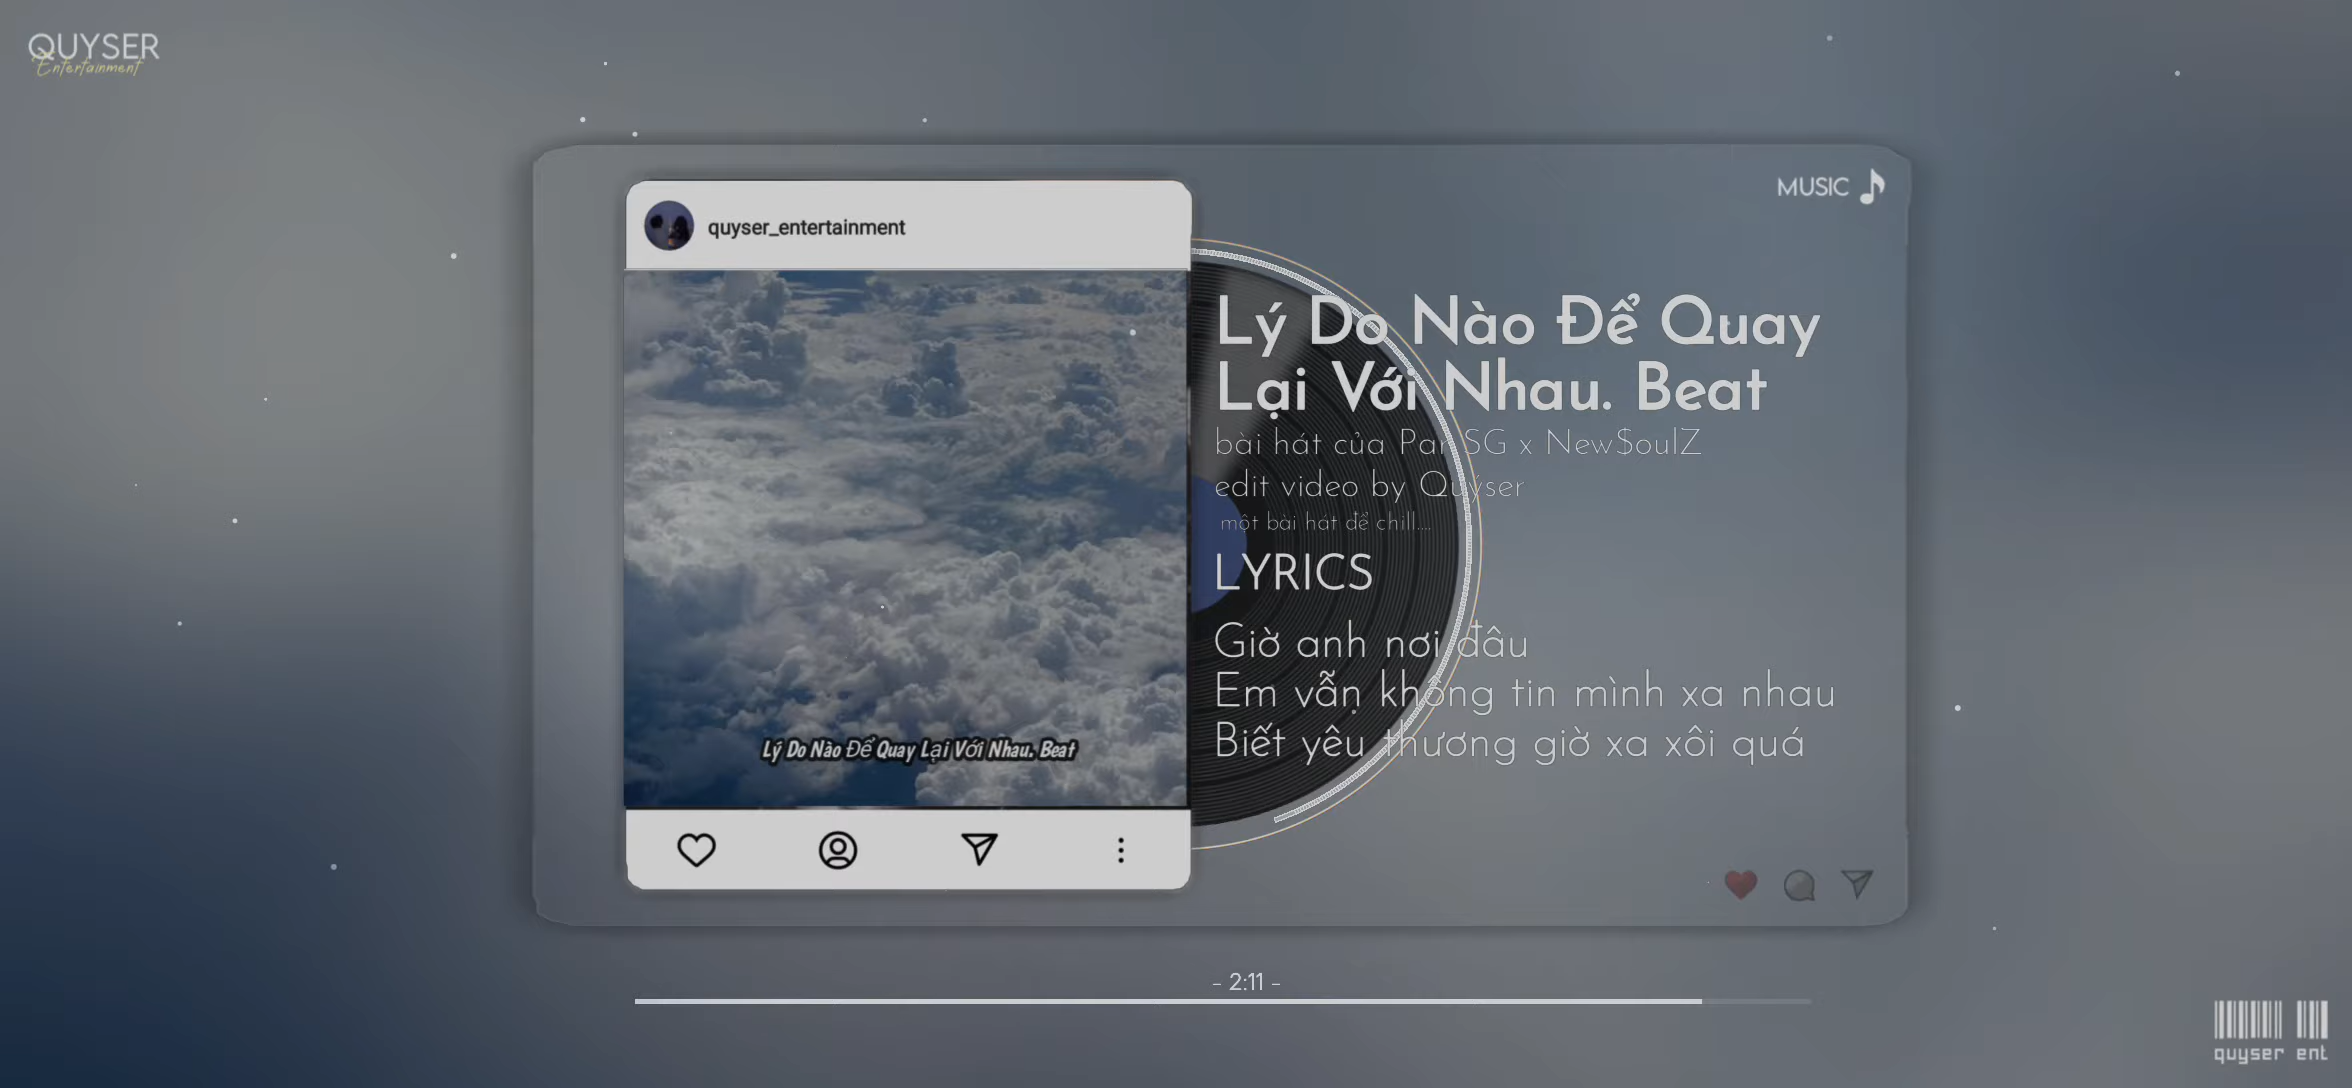 QUYSER
Entertainment
MUSIC
quyser_entertainment
Lý Do Nào Để Quay
Lại Với Nhau. Beat
bài hát của Pan SG x New$oulZ
edit video by Quyser
một bài hát để chill....
LYRICS
Giờ anh nơi đâu
Em vẫn không tin mình xa nhau
Biết yêu thương giờ xa xôi quá
Lý Do Nào Để Quay Lại Với Nhau. Beat
- 2:11 -
quyser ent